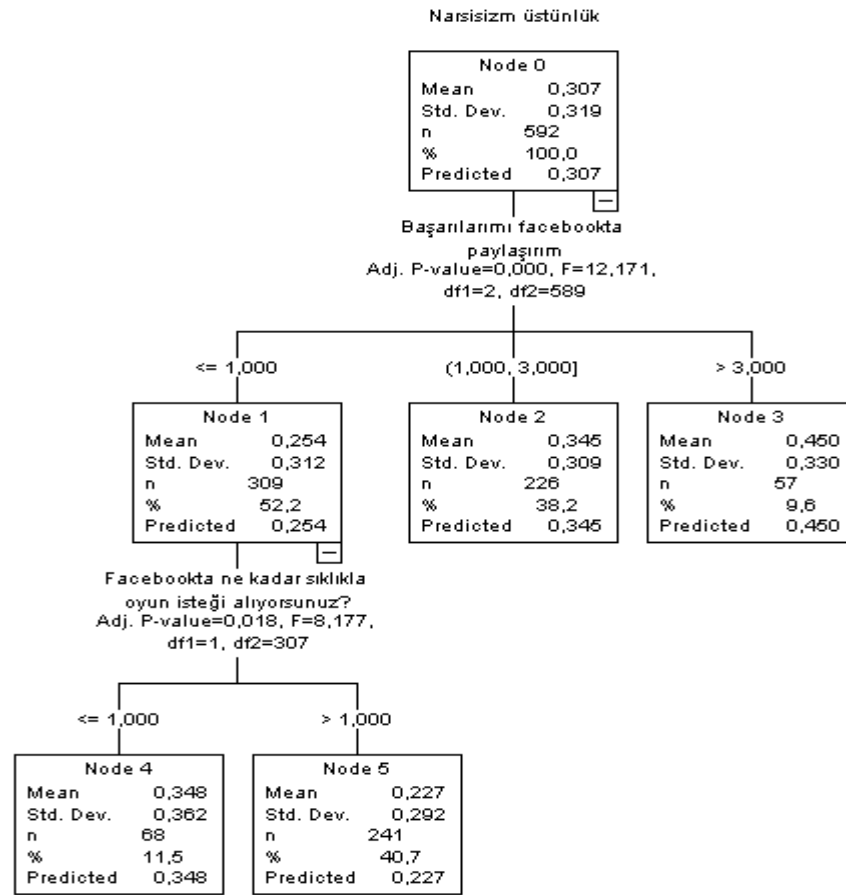 Narsisizm üstünlük
Node 0
Mean 0,307
Std. Dev. 0,319
n 592
% 100,0
Predicted 0,307
Başarılarımı facebookta
paylaşırım
Adj. P-value=0,000, F=12,171,
df1=2, df2=589
<= 1,000
(1,000, 3,000]
> 3,000
Node 1
Mean 0,254
Std. Dev. 0,312
n 309
% 52,2
Predicted 0,254
Node 2
Mean 0,345
Std. Dev. 0,309
n 226
% 38,2
Predicted 0,345
Node 3
Mean 0,450
Std. Dev. 0,330
n 57
% 9,6
Predicted 0,450
Facebookta ne kadar sıklıkla
oyun isteği alıyorsunuz?
Adj. P-value=0,018, F=8,177,
df1=1, df2=307
<= 1,000
> 1,000
Node 4
Mean 0,348
Std. Dev. 0,362
n 68
% 11,5
Predicted 0,348
Node 5
Mean 0,227
Std. Dev. 0,292
n 241
% 40,7
Predicted 0,227